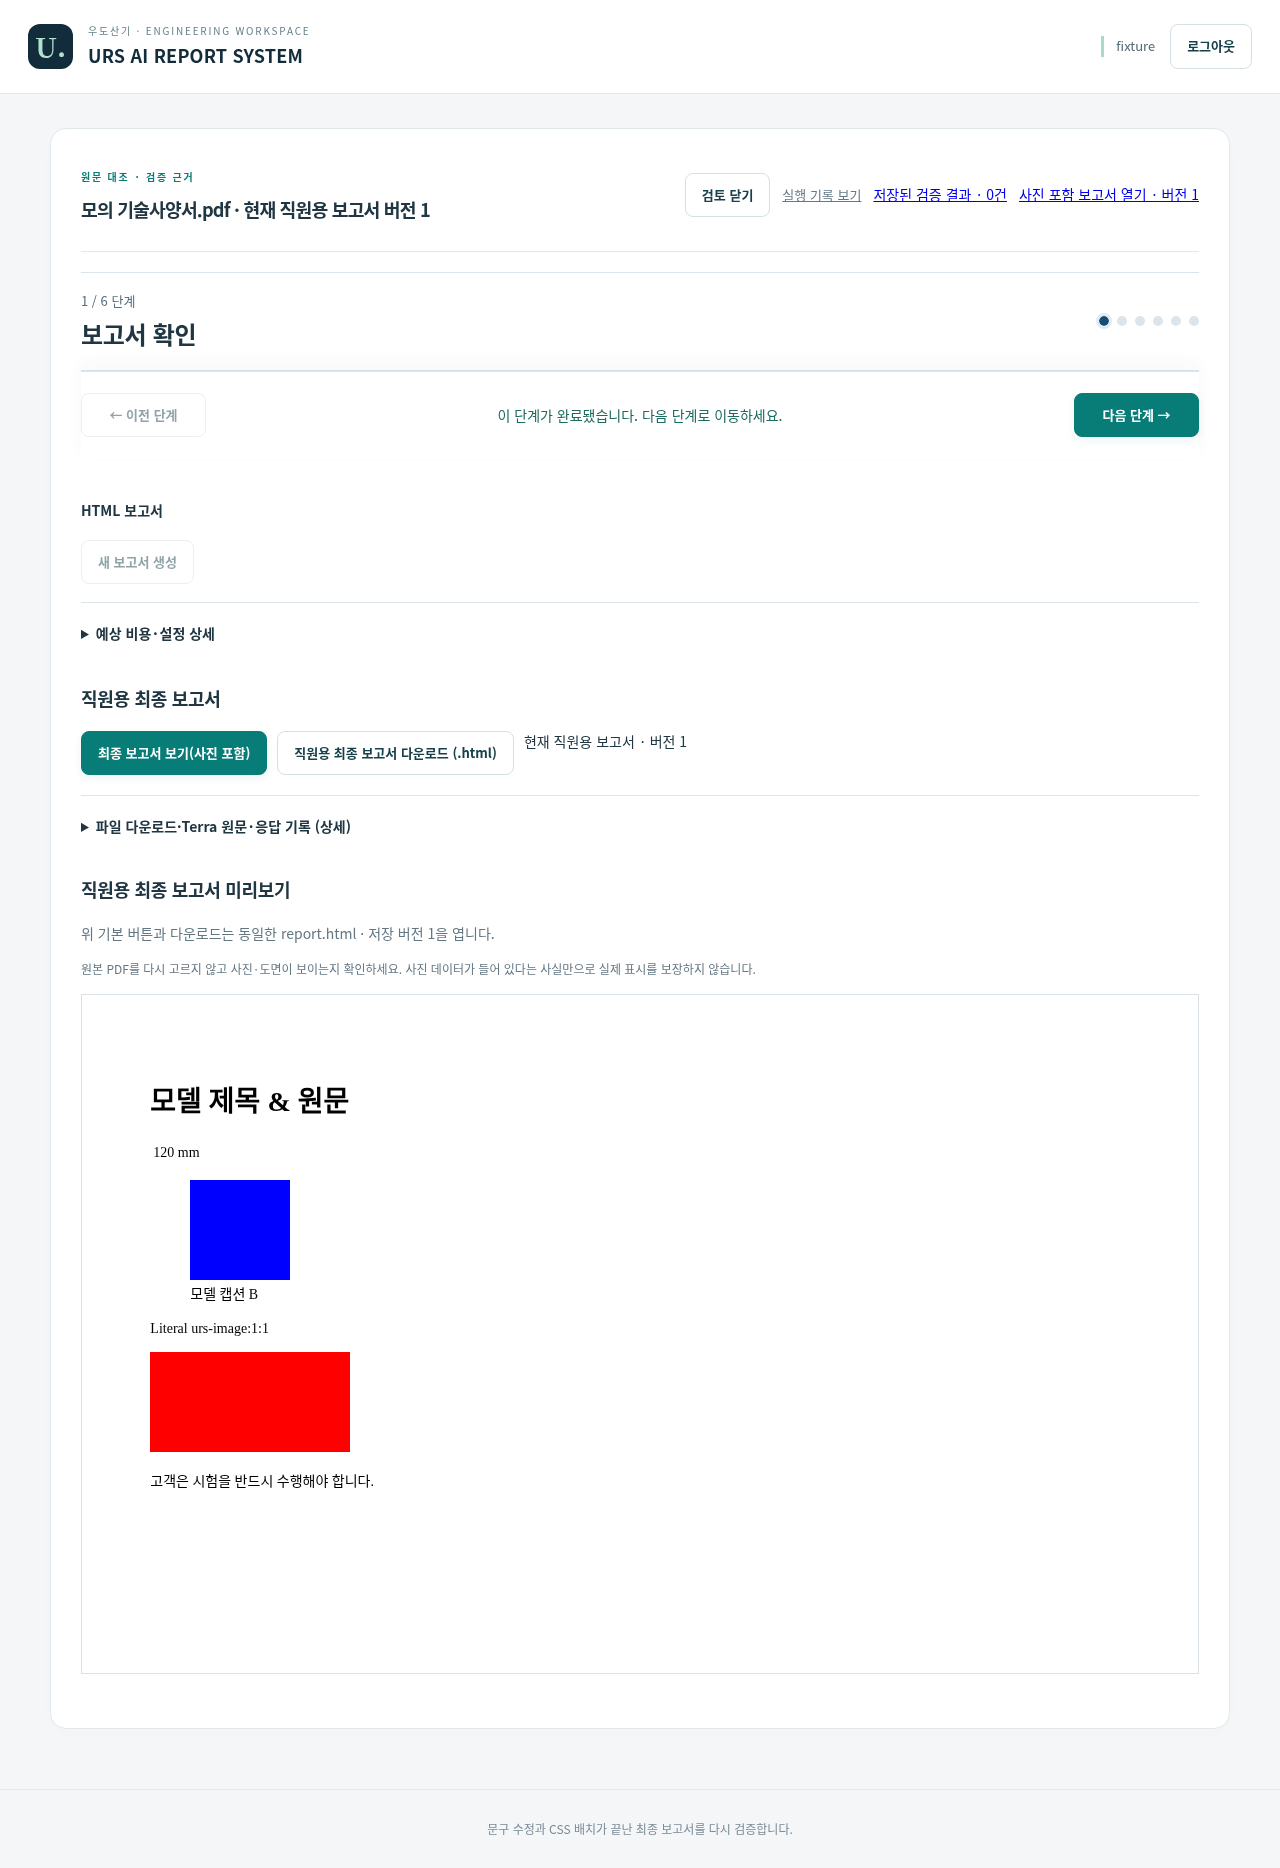 U.
우도산기 · ENGINEERING WORKSPACE
URS AI REPORT SYSTEM
fixture
로그아웃
원문 대조 · 검증 근거
모의 기술사양서.pdf · 현재 직원용 보고서 버전 1
검토 닫기
실행 기록 보기
저장된 검증 결과 · 0건
사진 포함 보고서 열기 · 버전 1
1 / 6 단계
보고서 확인
← 이전 단계
이 단계가 완료됐습니다. 다음 단계로 이동하세요.
다음 단계 →
HTML 보고서
새 보고서 생성
▶ 예상 비용·설정 상세
직원용 최종 보고서
최종 보고서 보기(사진 포함)
직원용 최종 보고서 다운로드 (.html)
현재 직원용 보고서 · 버전 1
▶ 파일 다운로드·Terra 원문·응답 기록 (상세)
직원용 최종 보고서 미리보기
위 기본 버튼과 다운로드는 동일한 report.html · 저장 버전 1을 엽니다.
원본 PDF를 다시 고르지 않고 사진·도면이 보이는지 확인하세요. 사진 데이터가 들어 있다는 사실만으로 실제 표시를 보장하지 않습니다.
모델 제목 & 원문
120 mm
모델 캡션 B
Literal urs-image:1:1
고객은 시험을 반드시 수행해야 합니다.
문구 수정과 CSS 배치가 끝난 최종 보고서를 다시 검증합니다.